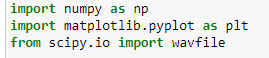 import numpy as np
import matplotlib.pyplot as plt
from scipy.io import wavfile